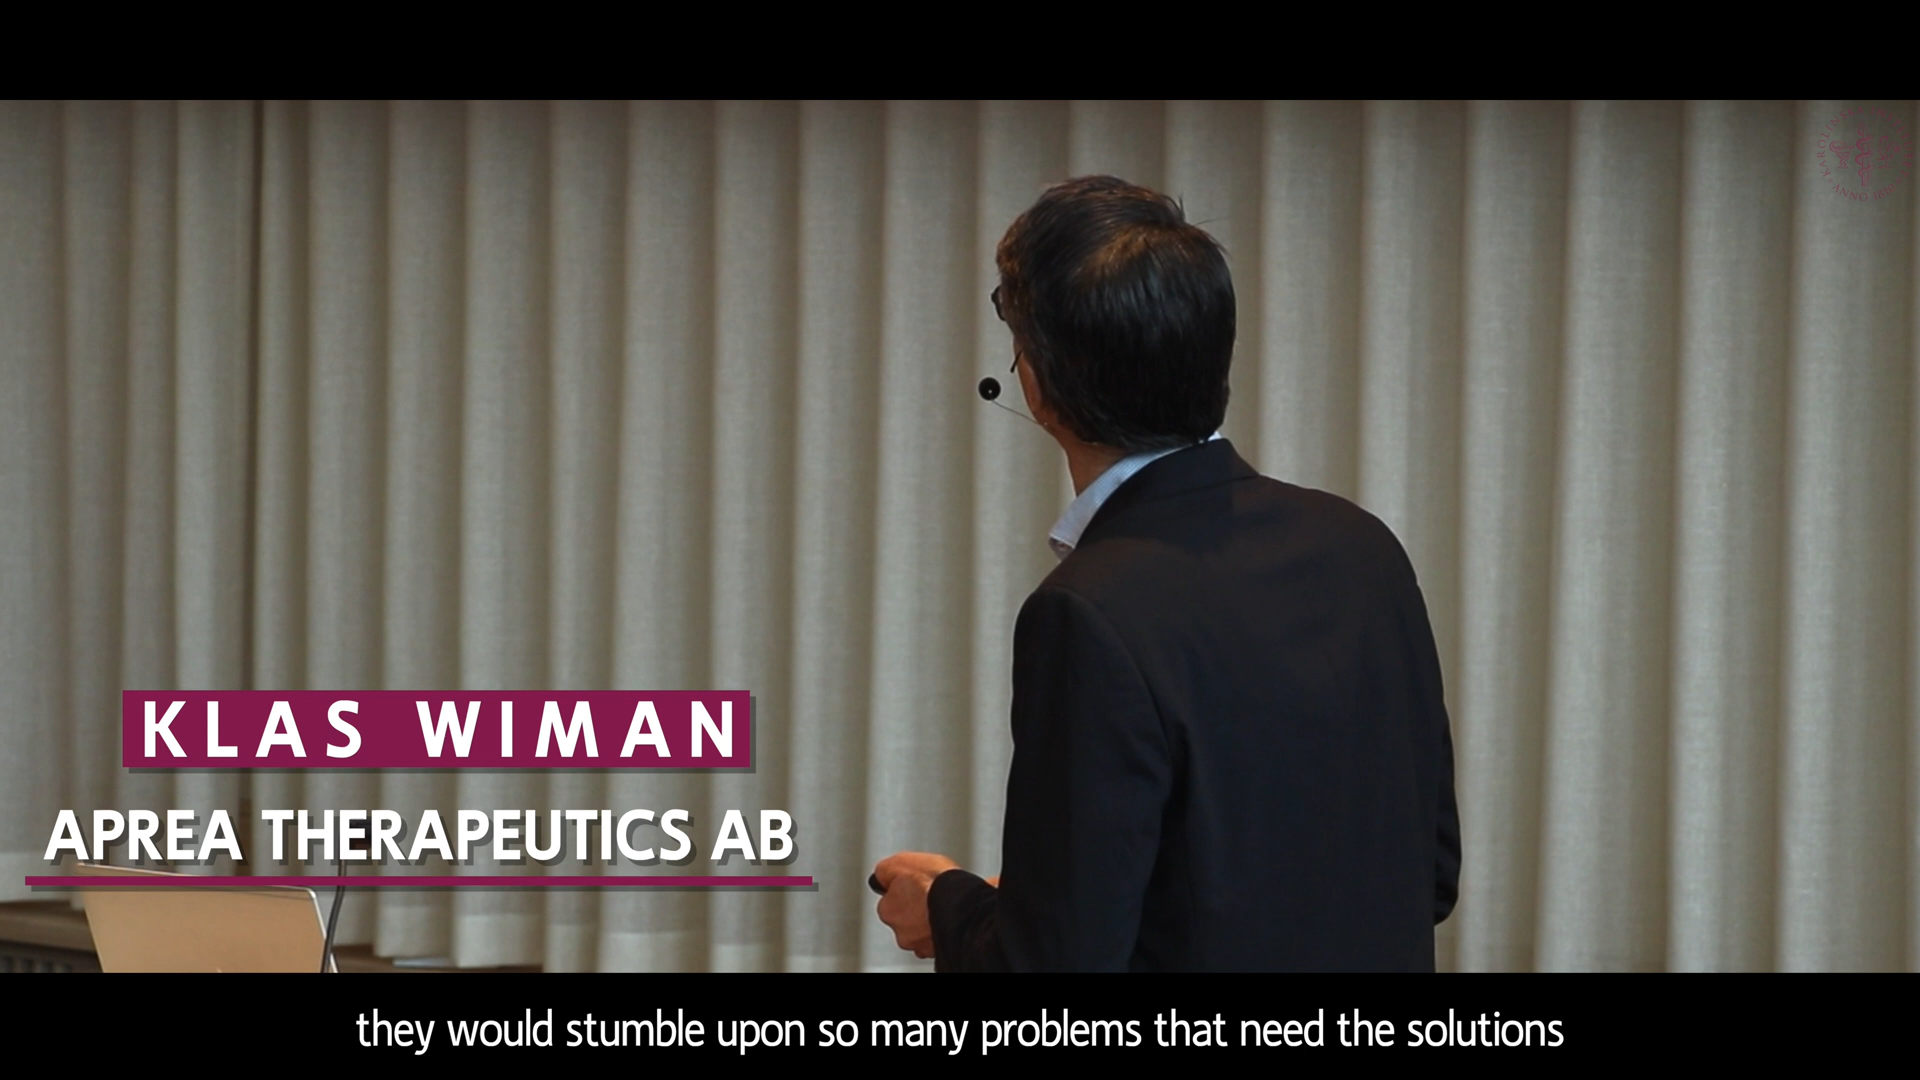 KLAS WIMAN
APREA THERAPEUTICS AB
they would stumble upon so many problems that need the solutions